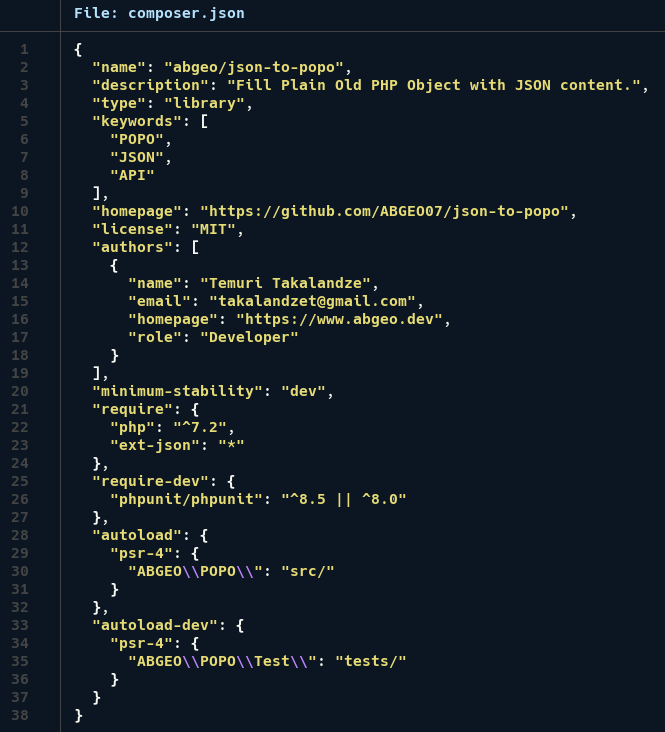 File: composer.json
1 {
2   "name": "abgeo/json-to-popo",
3   "description": "Fill Plain Old PHP Object with JSON content.",
4   "type": "library",
5   "keywords": [
6     "POPO",
7     "JSON",
8     "API"
9   ],
10   "homepage": "https://github.com/ABGEO07/json-to-popo",
11   "license": "MIT",
12   "authors": [
13     {
14       "name": "Temuri Takalandze",
15       "email": "takalandzet@gmail.com",
16       "homepage": "https://www.abgeo.dev",
17       "role": "Developer"
18     }
19   ],
20   "minimum-stability": "dev",
21   "require": {
22     "php": "^7.2",
23     "ext-json": "*"
24   },
25   "require-dev": {
26     "phpunit/phpunit": "^8.5 || ^8.0"
27   },
28   "autoload": {
29     "psr-4": {
30       "ABGEO\\POPO\\": "src/"
31     }
32   },
33   "autoload-dev": {
34     "psr-4": {
35       "ABGEO\\POPO\\Test\\": "tests/"
36     }
37   }
38 }